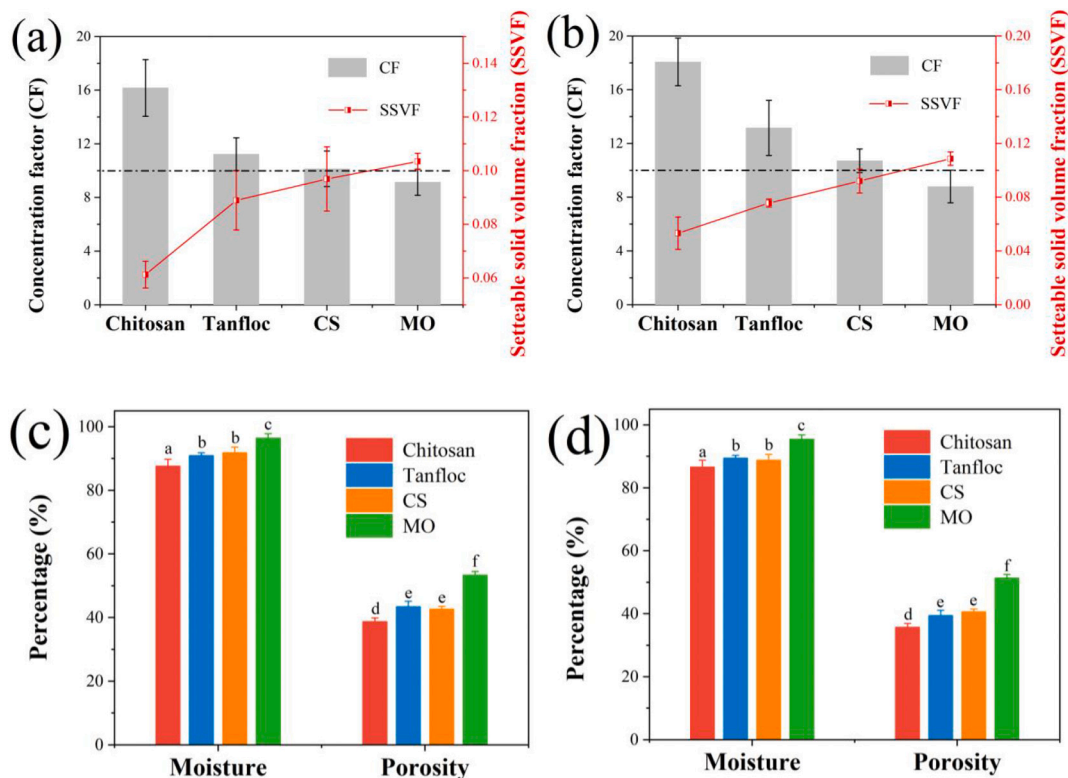 (a)
20
16
12
8
4
0
Concentration factor (CF)
CF
SSVF
0.14
0.12
0.10
0.08
0.06
Setteable solid volume fraction (SSVF)
Chitosan Tanfloc CS MO
(b)
20
16
12
8
4
0
Concentration factor (CF)
CF
SSVF
0.20
0.16
0.12
0.08
0.04
0.00
Setteable solid volume fraction (SSVF)
Chitosan Tanfloc CS MO
(c)
100
80
60
40
20
0
Percentage (%)
a b b c
d e e f
Chitosan
Tanfloc
CS
MO
Moisture Porosity
(d)
100
80
60
40
20
0
Percentage (%)
a b b c
d e e f
Chitosan
Tanfloc
CS
MO
Moisture Porosity